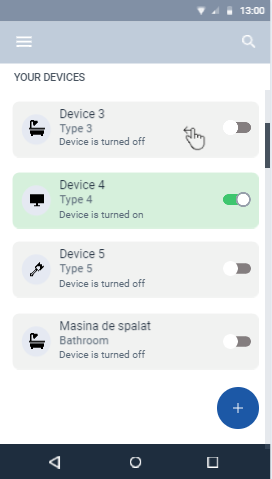 13:00
YOUR DEVICES
Device 3
Type 3
Device is turned off
Device 4
Type 4
Device is turned on
Device 5
Type 5
Device is turned off
Masina de spalat
Bathroom
Device is turned off